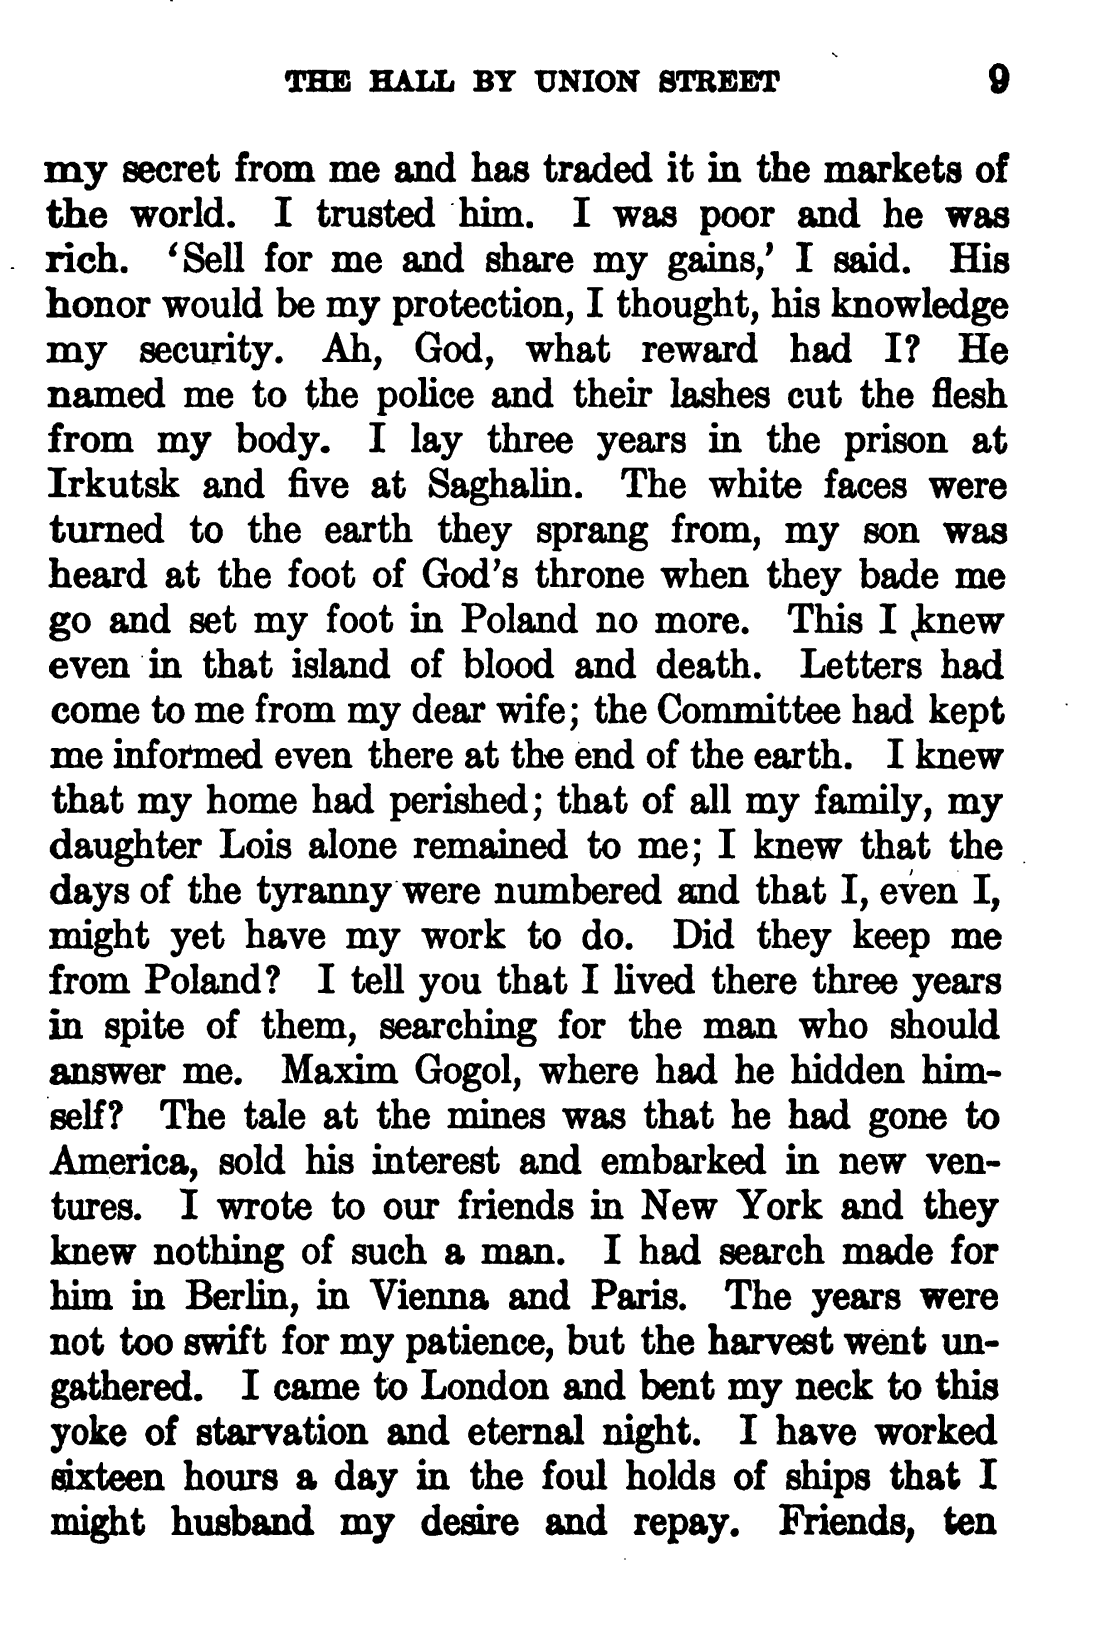 THE HALL BY UNION STREET 9
my secret from me and has traded it in the markets of
the world. I trusted him. I was poor and he was
rich. ‘Sell for me and share my gains,’ I said. His
honor would be my protection, I thought, his knowledge
my security. Ah, God, what reward had I? He
named me to the police and their lashes cut the flesh
from my body. I lay three years in the prison at
Irkutsk and five at Saghalin. The white faces were
turned to the earth they sprang from, my son was
heard at the foot of God’s throne when they bade me
go and set my foot in Poland no more. This I knew
even in that island of blood and death. Letters had
come to me from my dear wife; the Committee had kept
me informed even there at the end of the earth. I knew
that my home had perished; that of all my family, my
daughter Lois alone remained to me; I knew that the
days of the tyranny were numbered and that I, even I,
might yet have my work to do. Did they keep me
from Poland? I tell you that I lived there three years
in spite of them, searching for the man who should
answer me. Maxim Gogol, where had he hidden him-
self? The tale at the mines was that he had gone to
America, sold his interest and embarked in new ven-
tures. I wrote to our friends in New York and they
knew nothing of such a man. I had search made for
him in Berlin, in Vienna and Paris. The years were
not too swift for my patience, but the harvest went un-
gathered. I came to London and bent my neck to this
yoke of starvation and eternal night. I have worked
sixteen hours a day in the foul holds of ships that I
might husband my desire and repay. Friends, ten